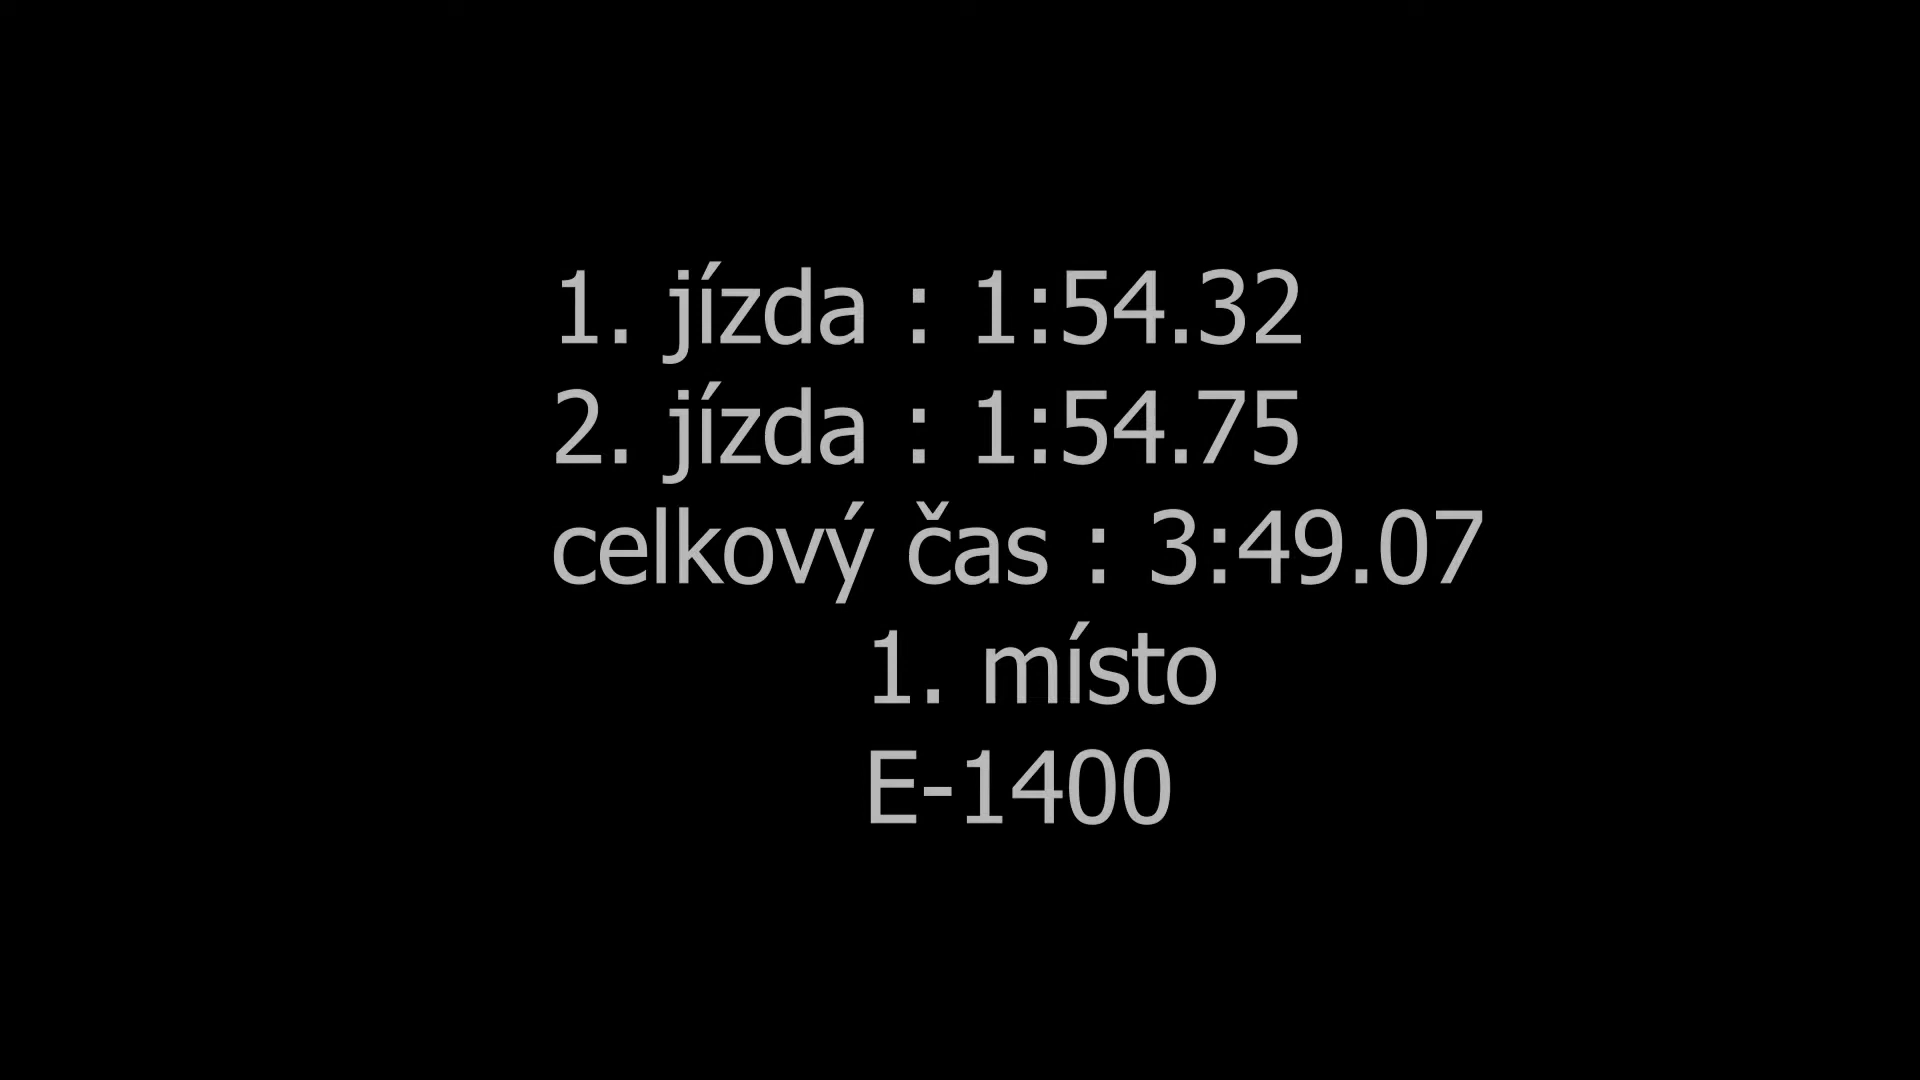 1. jízda : 1:54.32
2. jízda : 1:54.75
celkový čas : 3:49.07
1. místo
E-1400